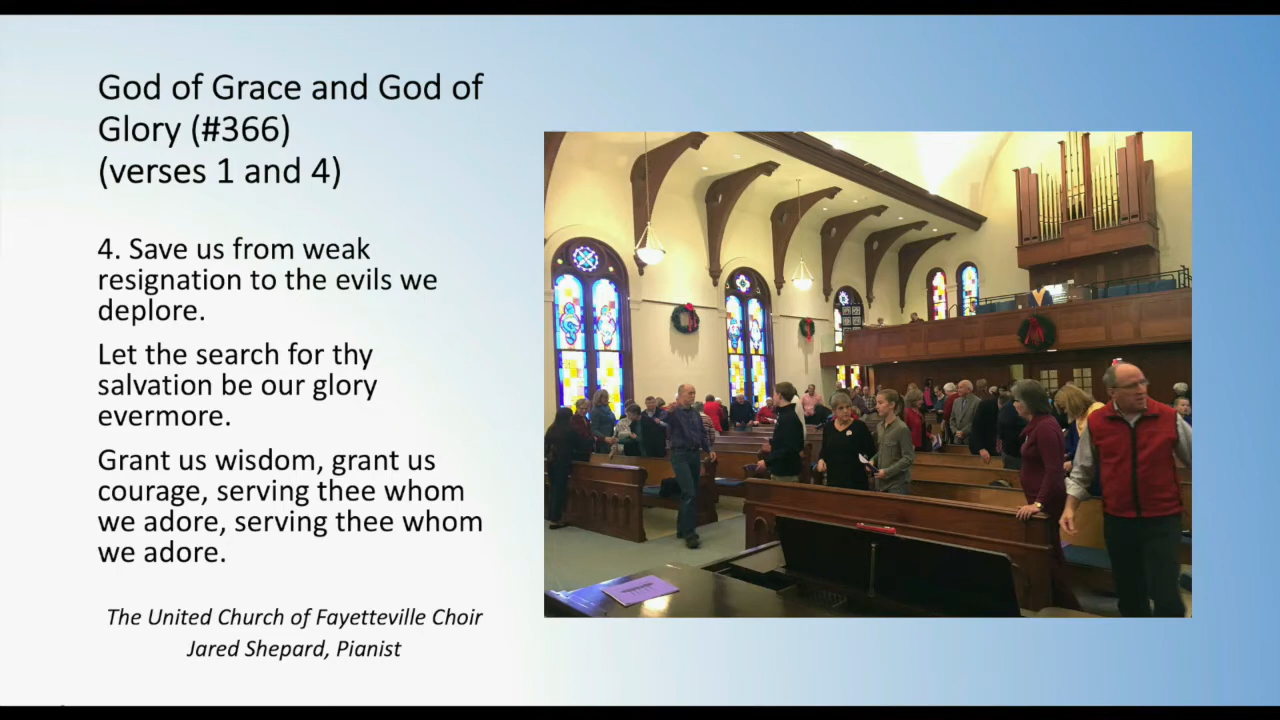 God of Grace and God of
Glory (#366)
(verses 1 and 4)
4. Save us from weak
resignation to the evils we
deplore.
Let the search for thy
salvation be our glory
evermore.
Grant us wisdom, grant us
courage, serving thee whom
we adore, serving thee whom
we adore.
The United Church of Fayetteville Choir
Jared Shepard, Pianist